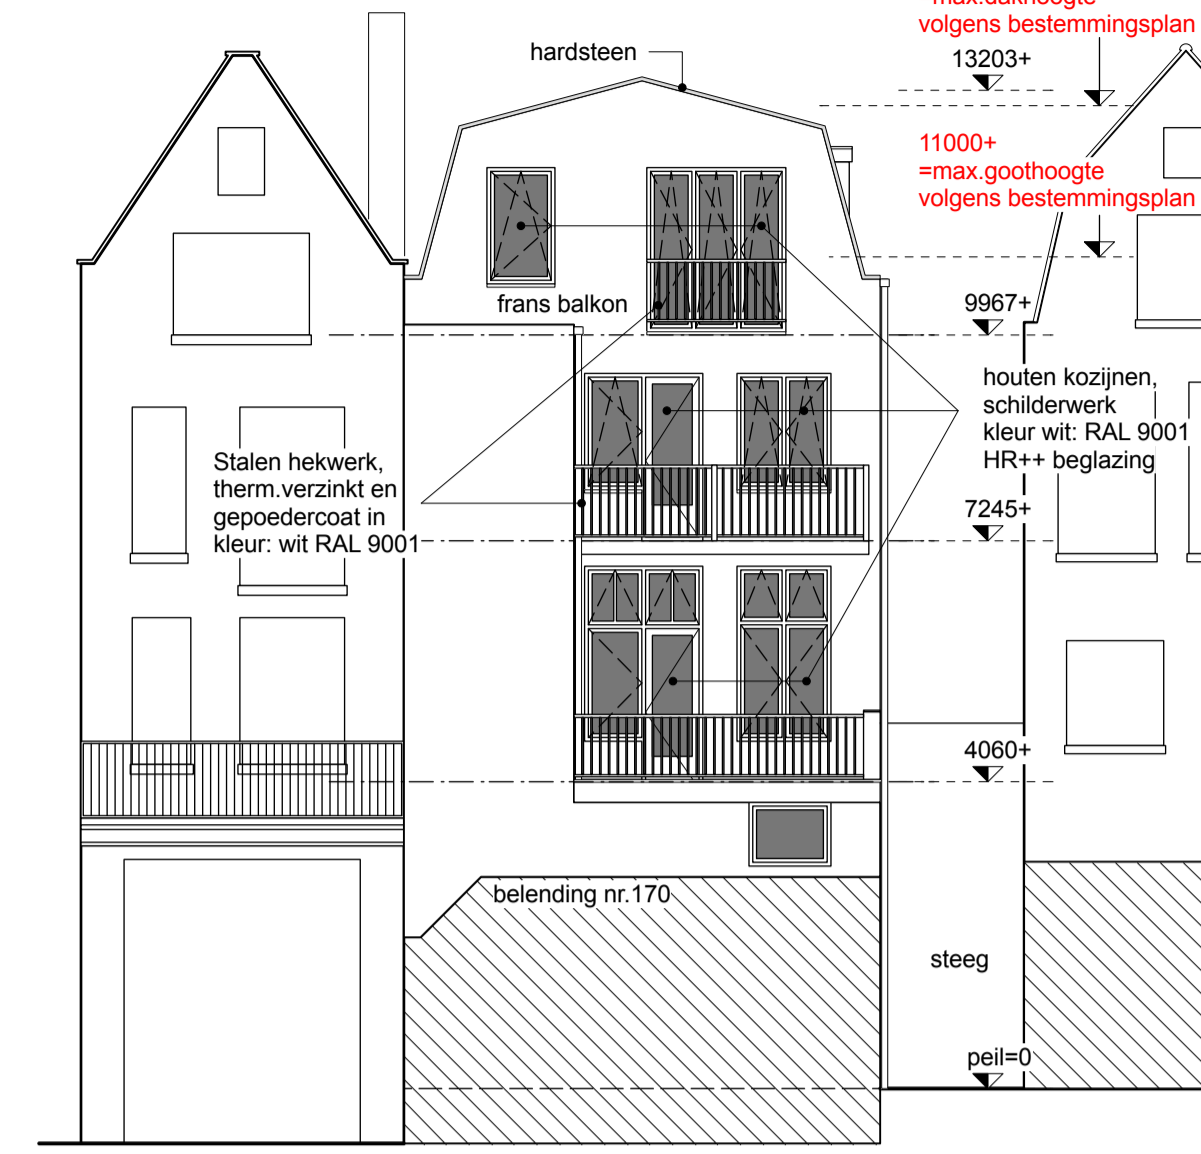 =max.dakhoogte
volgens bestemmingsplan
13203+
hardsteen
11000+
=max.goothoogte
volgens bestemmingsplan
frans balkon
9967+
houten kozijnen,
schilderwerk
kleur wit: RAL 9001
HR++ beglazing
Stalen hekwerk,
therm.verzinkt en
gepoedercoat in
kleur: wit RAL 9001
7245+
4060+
belending nr.170
steeg
peil=0